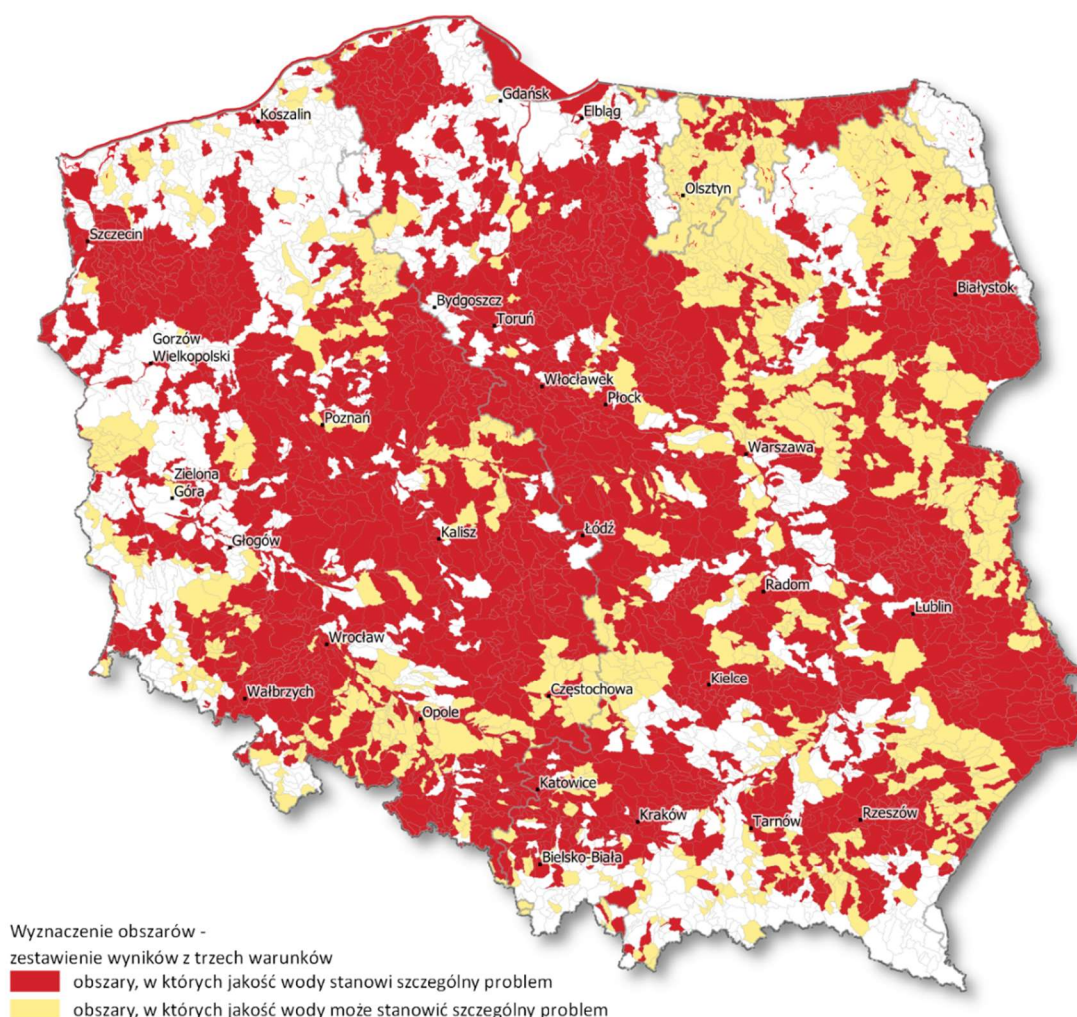 Gdańsk
Koszalin
Elbląg
Olsztyn
Szczecin
Białystok
Bydgoszcz
Toruń
Gorzów
Wielkopolski
Włocławek
Płock
Poznań
Warszawa
Zielona
Góra
Kalisz
Łódź
Głogów
Radom
Lublin
Wrocław
Kielce
Wałbrzych
Częstochowa
Opole
Katowice
Kraków
Tarnów
Rzeszów
Bielsko-Biała
Wyznaczenie obszarów -
zestawienie wyników z trzech warunków
obszary, w których jakość wody stanowi szczególny problem
obszary, w których jakość wody może stanowić szczególny problem